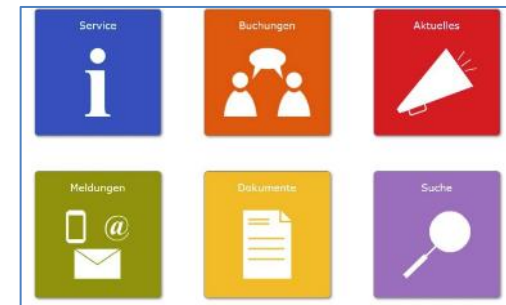 Service
Buchungen
Aktuelles
Meldungen
@
Dokumente
Suche